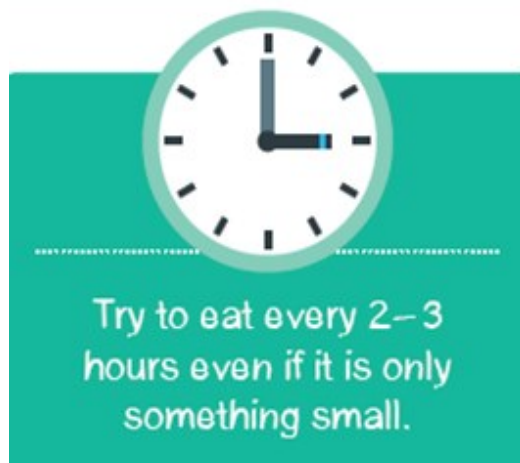 Try to eat every 2–3
hours even if it is only
something small.